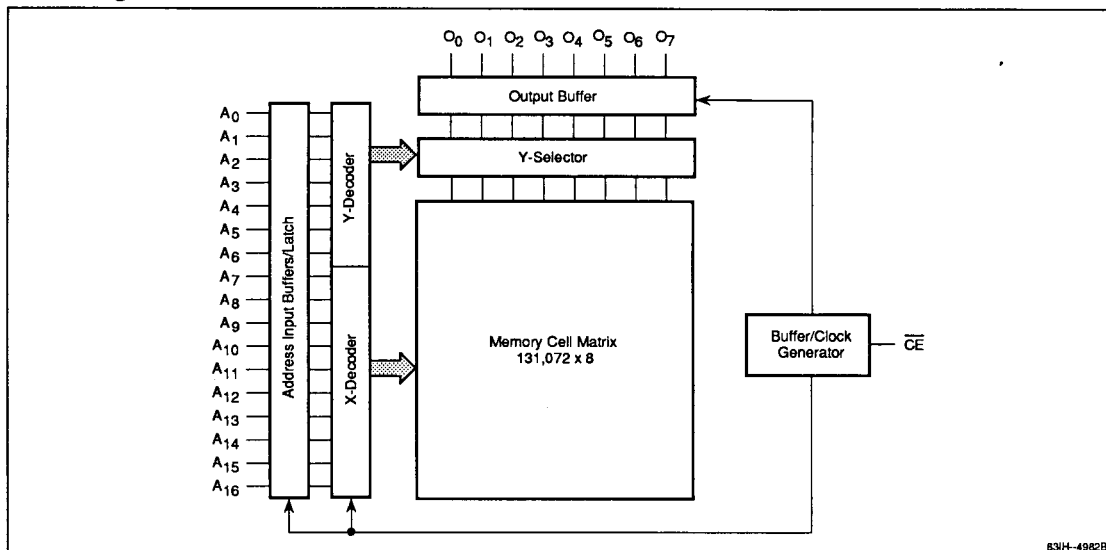 O0 O1 O2 O3 O4 O5 O6 O7
Output Buffer
Y-Selector
A0
A1
A2
A3
A4
A5
A6
A7
A8
A9
A10
A11
A12
A13
A14
A15
A16
Address Input Buffers/Latch
Y-Decoder
X-Decoder
Memory Cell Matrix
131,072 x 8
Buffer/Clock
Generator
CE